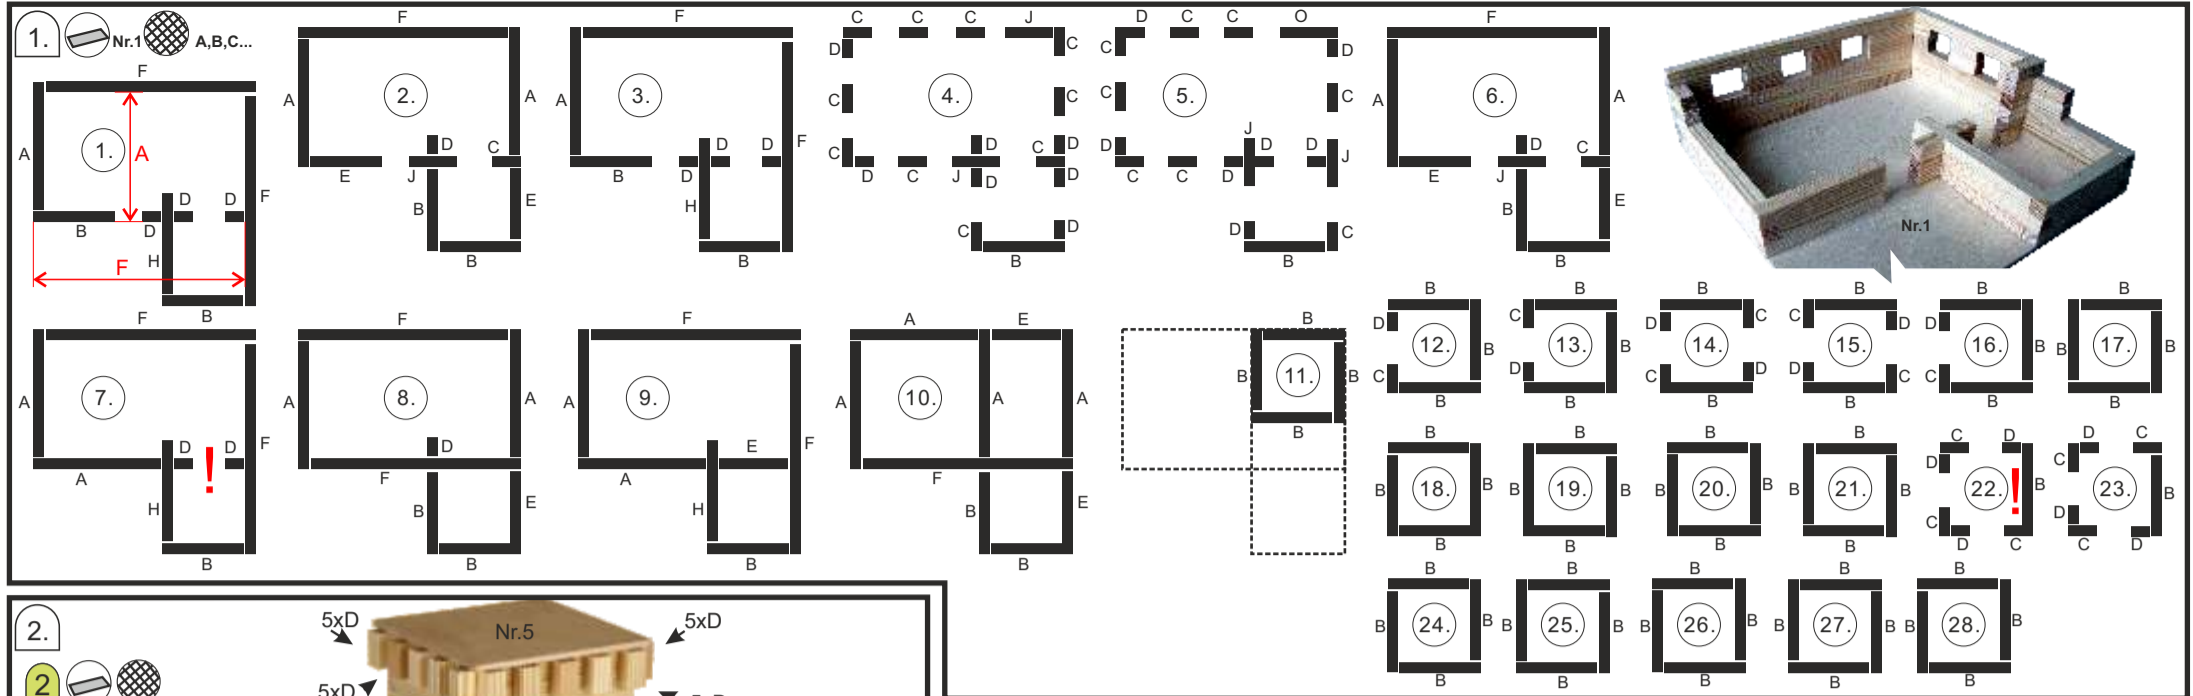 1. Nr.1 A,B,C...
F
A 1. A
D D F
B D
H
F
B
F
A 2. A
D C
E J
B E
B
F
A 3. F
D D
B D
H
B
C C C J
D C
C 4. C
C D C D
D C J D D
C D
B
D C C O
C D
C 5. C
J
D D D J
C C D
D C
B
F
A 6. A
D C
E J
B E
B
Nr.1
F
A 7. F
D ! D
A
H
B
F
A 8. A
D
F
B E
B
F
A 9. F
E
A
H
B
A E
A 10. A A
F
B E
B
B
B 11. B
B
B
D 12. B
C
B
B
C 13. B
D
B
B
D C
14.
C D
B
B
C D
15.
D C
B
B
D 16. B
C
B
B
B 17. B
B
B
B 18. B
B
B
B 19. B
B
B
B 20. B
B
B
B 21. B
B
C D
D 22. ! B
C
D C
D C
C 23. B
D
C D
B
B 24. B
B
B
B 25. B
B
B
B 26. B
B
B
B 27. B
B
B
B 28. B
B
2.
5xD Nr.5 5xD
2
5xD